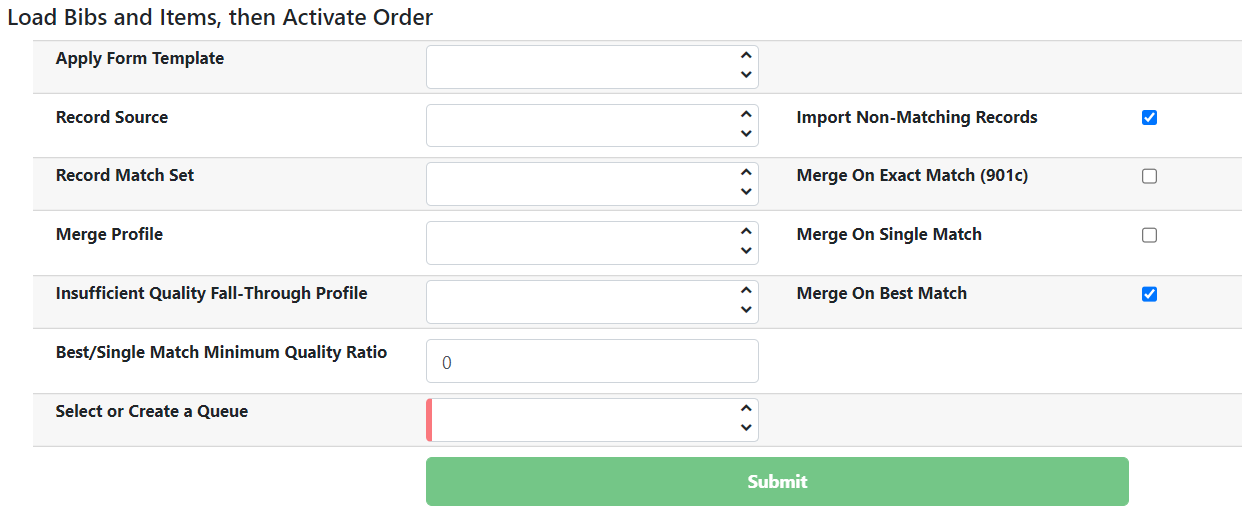 Load Bibs and Items, then Activate Order
Apply Form Template
Record Source
Import Non-Matching Records
Record Match Set
Merge On Exact Match (901c)
Merge Profile
Merge On Single Match
Insufficient Quality Fall-Through Profile
Merge On Best Match
Best/Single Match Minimum Quality Ratio
0
Select or Create a Queue
Submit